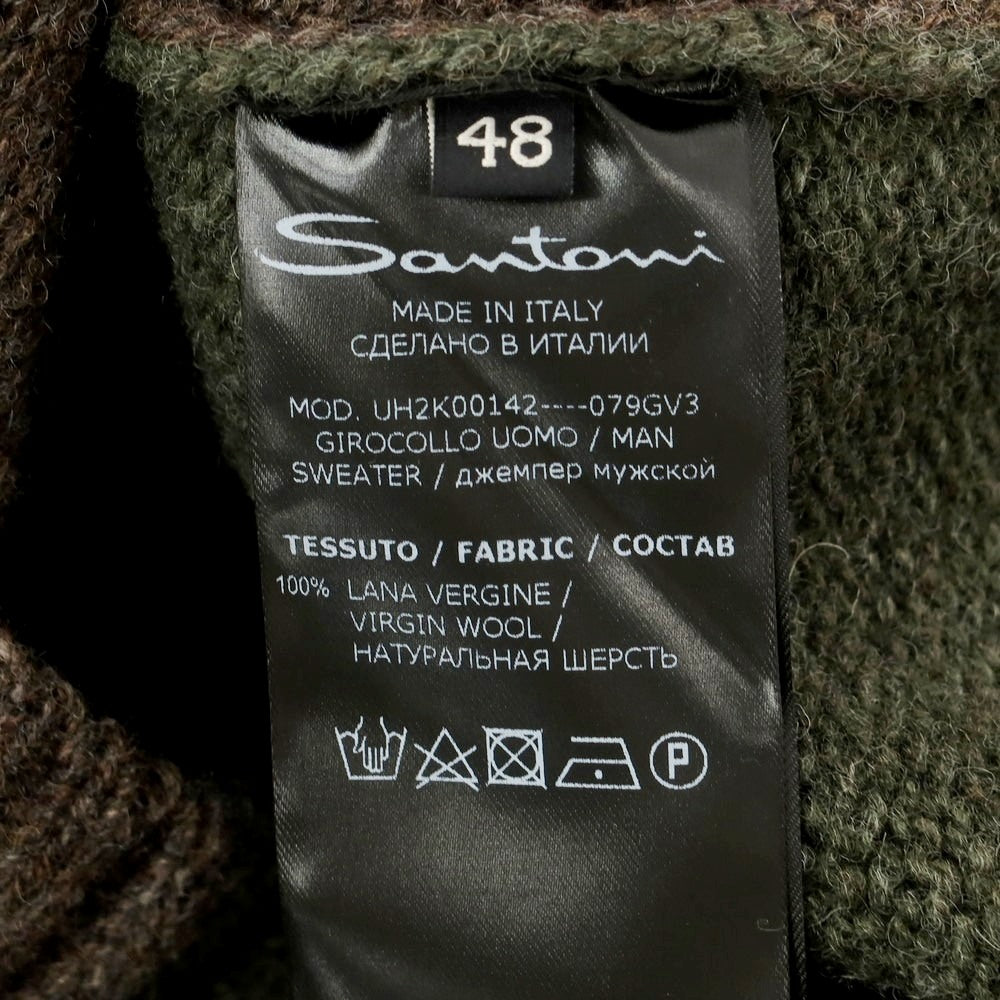 48
Santoni
MADE IN ITALY
СДЕЛАНО В ИТАЛИИ
MOD. UH2K00142----079GV3
GIROCOLLO UOMO / MAN
SWEATER / джемпер мужской
TESSUTO / FABRIC / СОСТАВ
100% LANA VERGINE /
VIRGIN WOOL /
НАТУРАЛЬНАЯ ШЕРСТЬ
P